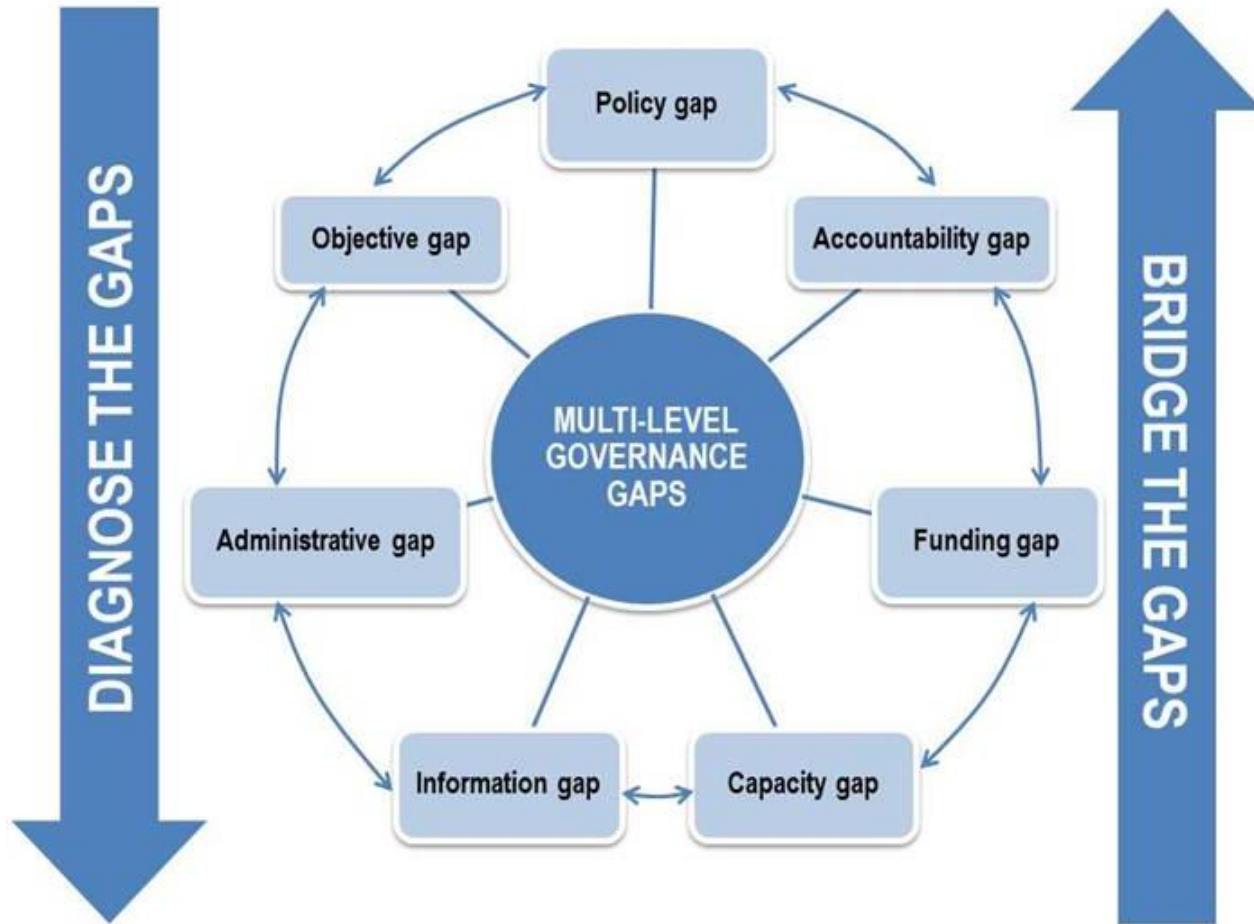 DIAGNOSE THE GAPS
Policy gap
Objective gap
Accountability gap
MULTI-LEVEL
GOVERNANCE
GAPS
Administrative gap
Funding gap
Information gap
Capacity gap
BRIDGE THE GAPS